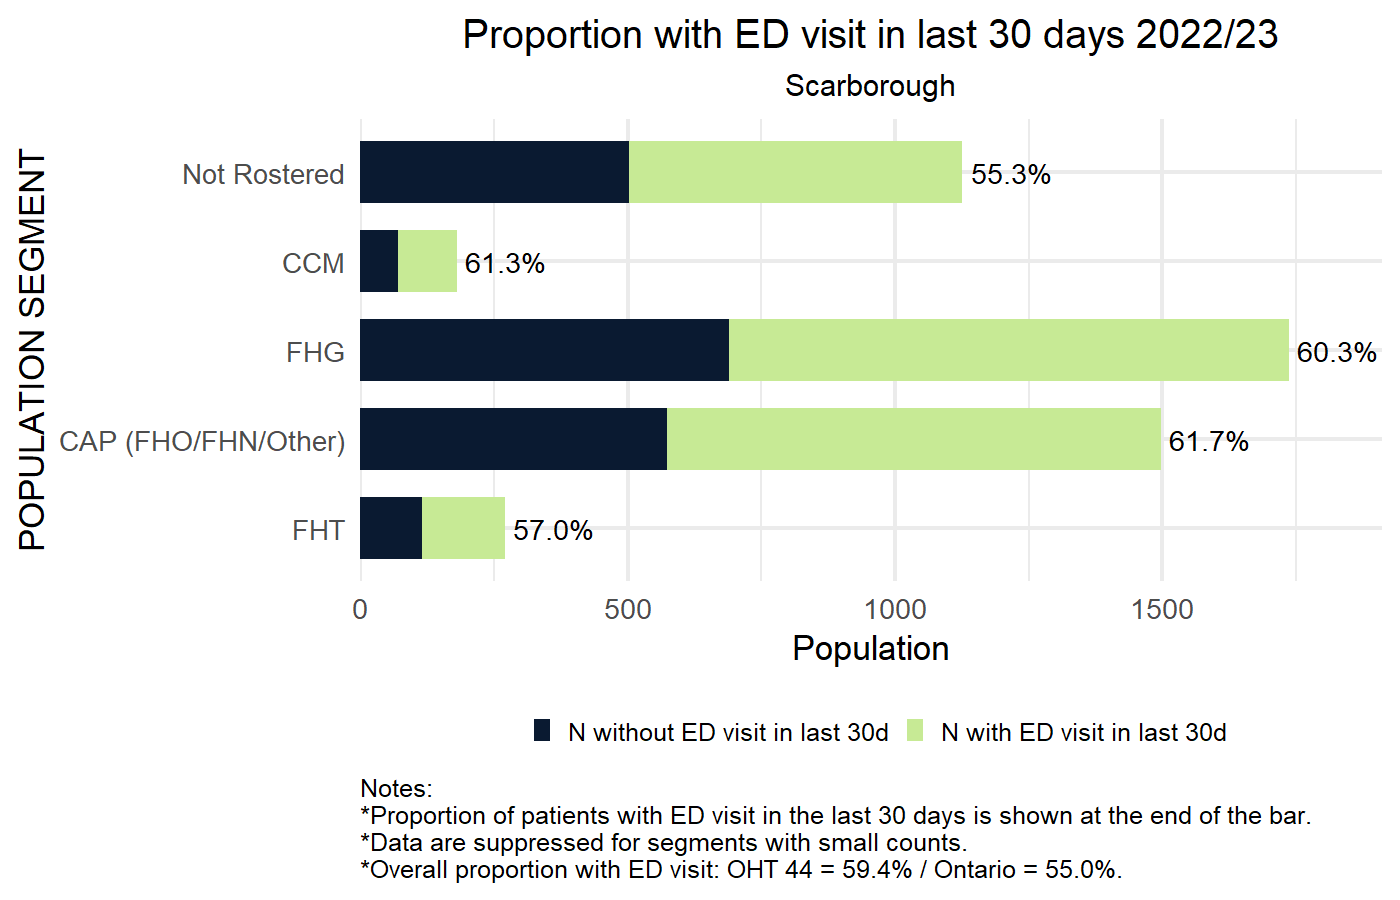 Proportion with ED visit in last 30 days 2022/23
Scarborough
POPULATION SEGMENT
Not Rostered
55.3%
CCM
61.3%
FHG
60.3%
CAP (FHO/FHN/Other)
61.7%
FHT
57.0%
0
500
1000
1500
Population
N without ED visit in last 30d
N with ED visit in last 30d
Notes:
*Proportion of patients with ED visit in the last 30 days is shown at the end of the bar.
*Data are suppressed for segments with small counts.
*Overall proportion with ED visit: OHT 44 = 59.4% / Ontario = 55.0%.